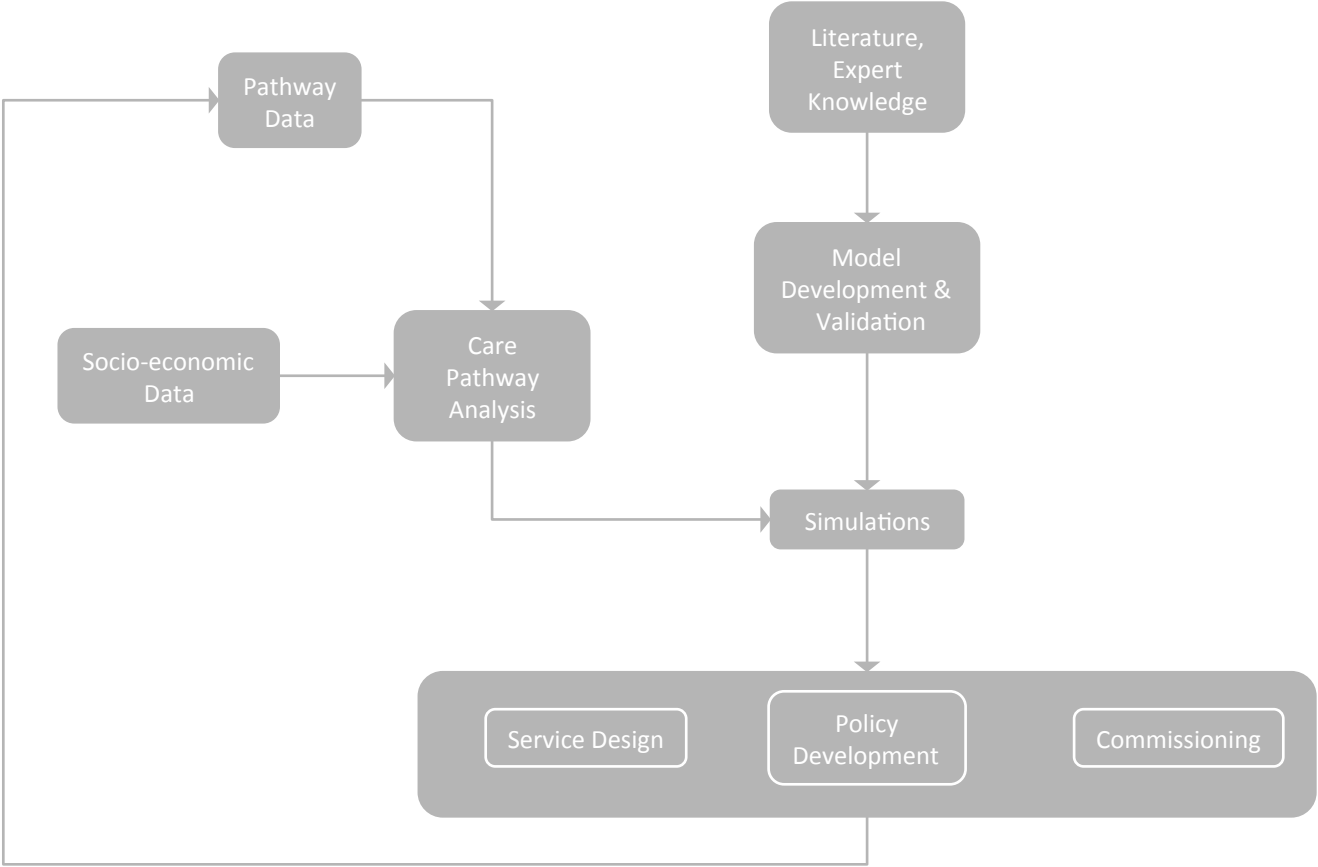 Literature,
Expert
Knowledge
Pathway
Data
Model
Development &
Validation
Socio-economic
Data
Care
Pathway
Analysis
Simulations
Service Design
Policy
Development
Commissioning